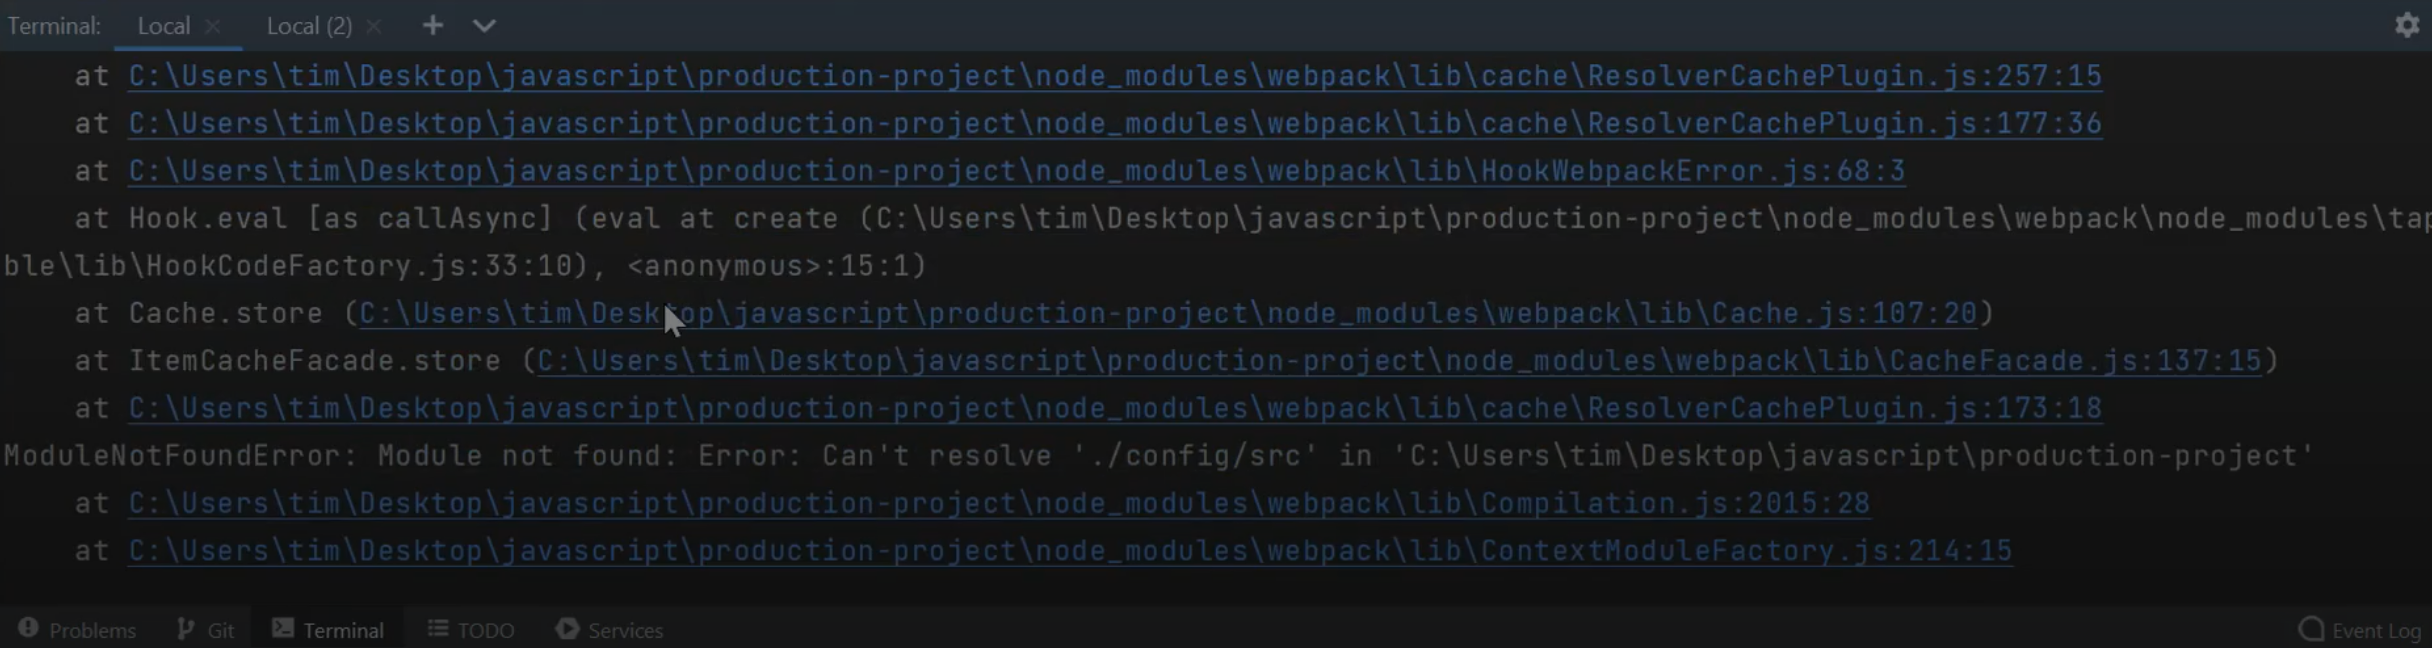 Terminal: Local Local (2)
at C:\Users\tim\Desktop\javascript\production-project\node_modules\webpack\lib\cache\ResolverCachePlugin.js:257:15
at C:\Users\tim\Desktop\javascript\production-project\node_modules\webpack\lib\cache\ResolverCachePlugin.js:177:36
at C:\Users\tim\Desktop\javascript\production-project\node_modules\webpack\lib\HookWebpackError.js:68:3
at Hook.eval [as callAsync] (eval at create (C:\Users\tim\Desktop\javascript\production-project\node_modules\webpack\node_modules\tap
ble\lib\HookCodeFactory.js:33:10), <anonymous>:15:1)
at Cache.store (C:\Users\tim\Desktop\javascript\production-project\node_modules\webpack\lib\Cache.js:107:20)
at ItemCacheFacade.store (C:\Users\tim\Desktop\javascript\production-project\node_modules\webpack\lib\CacheFacade.js:137:15)
at C:\Users\tim\Desktop\javascript\production-project\node_modules\webpack\lib\cache\ResolverCachePlugin.js:173:18
ModuleNotFoundError: Module not found: Error: Can't resolve './config/src' in 'C:\Users\tim\Desktop\javascript\production-project'
at C:\Users\tim\Desktop\javascript\production-project\node_modules\webpack\lib\Compilation.js:2015:28
at C:\Users\tim\Desktop\javascript\production-project\node_modules\webpack\lib\ContextModuleFactory.js:214:15
Problems Git Terminal TODO Services Event Log